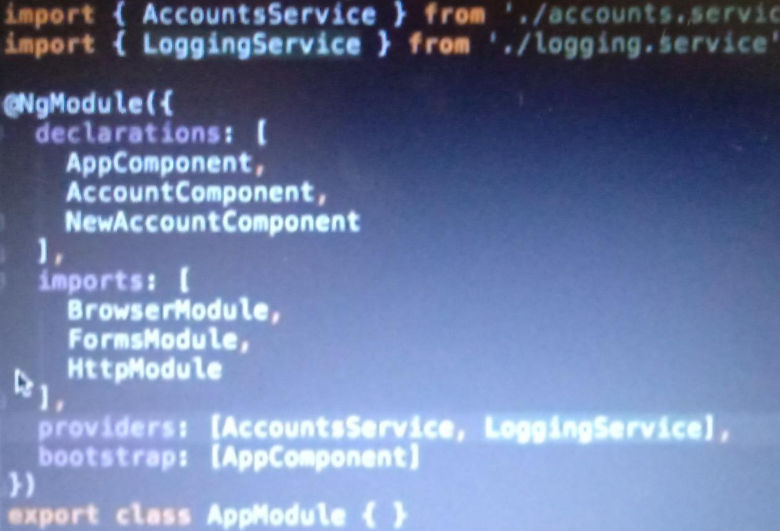 import { AccountsService } from './accounts.servic
import { LoggingService } from './logging.service'
@NgModule({
declarations: [
AppComponent,
AccountComponent,
NewAccountComponent
],
imports: [
BrowserModule,
FormsModule,
HttpModule
],
providers: [AccountsService, LoggingService],
bootstrap: [AppComponent]
})
export class AppModule { }